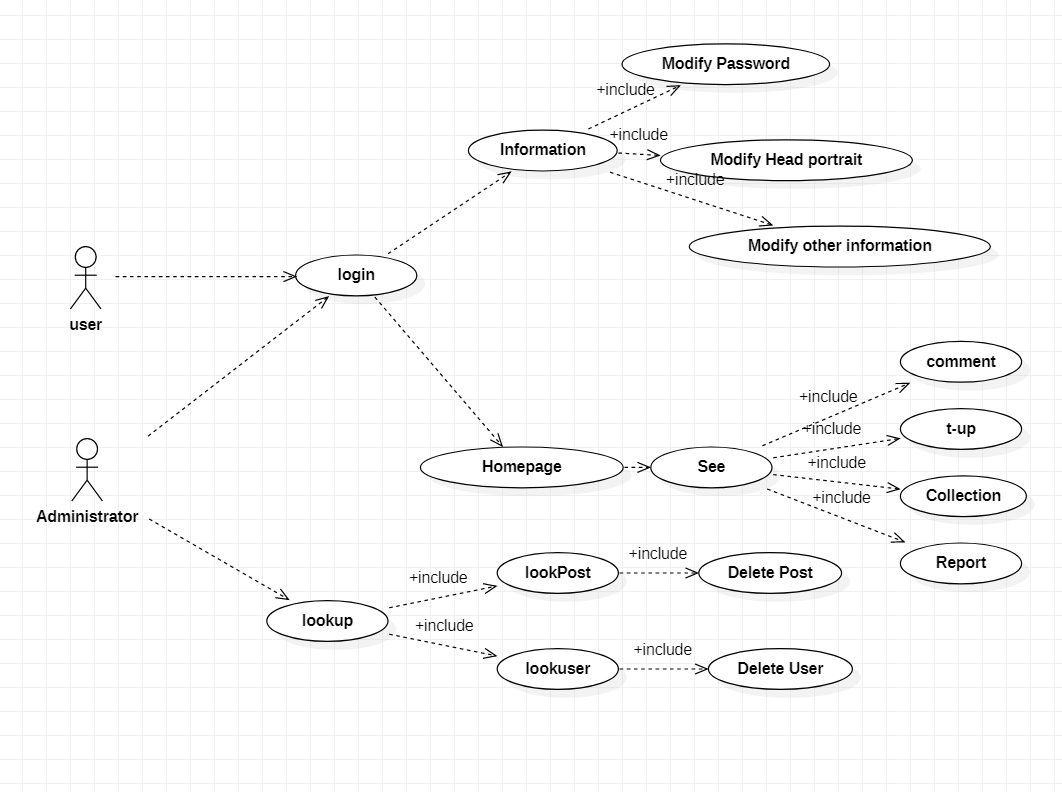 Modify Password
+include
+include
Information
Modify Head portrait
+include
Modify other information
login
user
comment
+include
t-up
+include
Homepage
See
+include
Collection
+include
Administrator
Report
lookPost
+include
Delete Post
+include
lookup
+include
lookuser
+include
Delete User